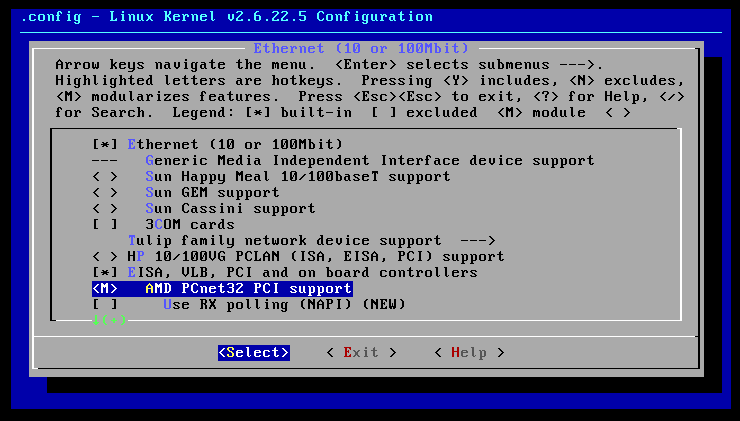 .config - Linux Kernel v2.6.22.5 Configuration
Ethernet (10 or 100Mbit)
Arrow keys navigate the menu.  <Enter> selects submenus --->.
Highlighted letters are hotkeys.  Pressing <Y> includes, <N> excludes,
<M> modularizes features.  Press <Esc><Esc> to exit, <?> for Help, </>
for Search.  Legend: [*] built-in  [ ] excluded  <M> module  < >
[*] Ethernet (10 or 100Mbit)
---   Generic Media Independent Interface device support
< >   Sun Happy Meal 10/100baseT support
< >   Sun GEM support
< >   Sun Cassini support
[ ]   3COM cards
Tulip family network device support  --->
< > HP 10/100VG PCLAN (ISA, EISA, PCI) support
[*] EISA, VLB, PCI and on board controllers
<M>   AMD PCnet32 PCI support
[ ]     Use RX polling (NAPI) (NEW)
↓(+)
<Select>    < Exit >    < Help >